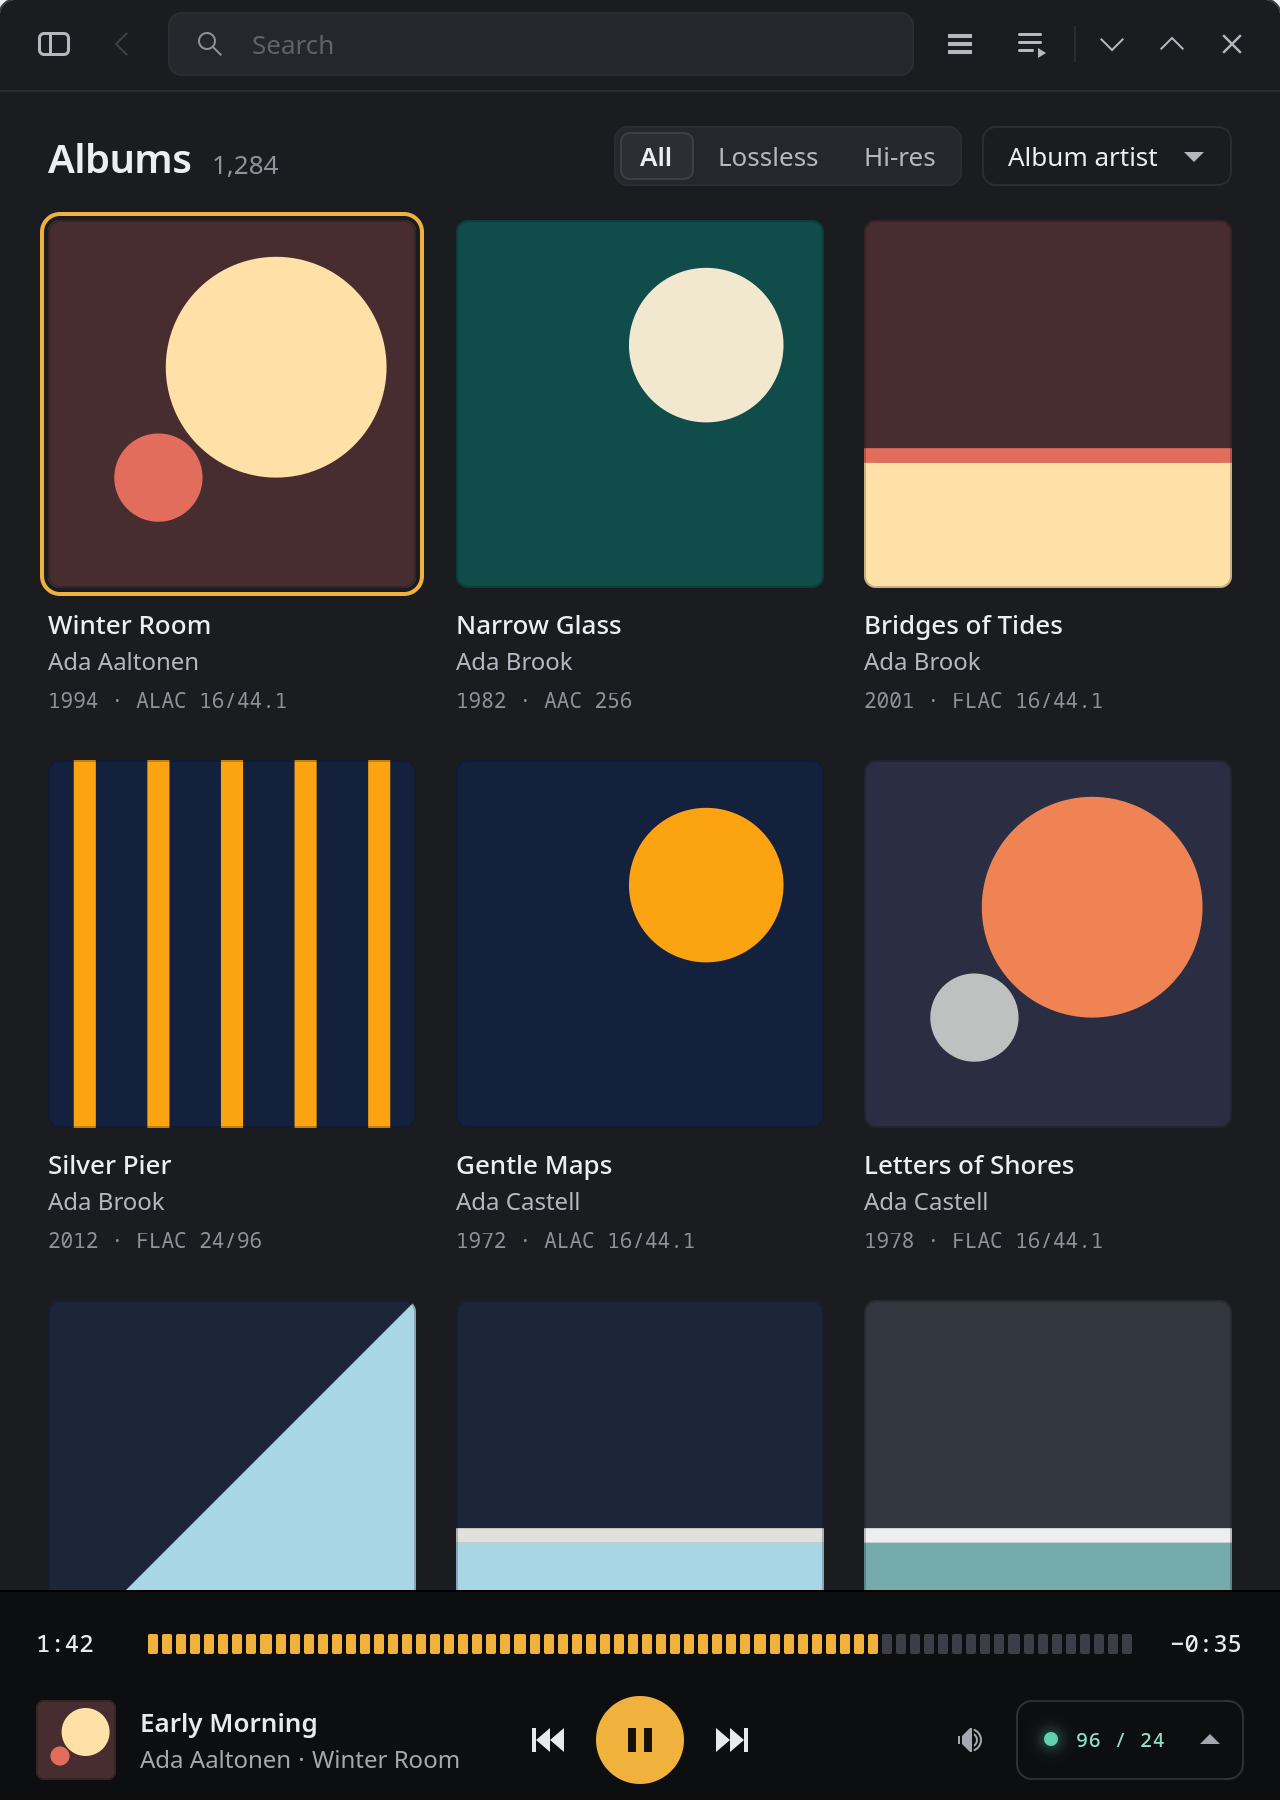 Search
Albums 1,284
All Lossless Hi-res Album artist
Winter Room
Ada Aaltonen
1994 · ALAC 16/44.1
Narrow Glass
Ada Brook
1982 · AAC 256
Bridges of Tides
Ada Brook
2001 · FLAC 16/44.1
Silver Pier
Ada Brook
2012 · FLAC 24/96
Gentle Maps
Ada Castell
1972 · ALAC 16/44.1
Letters of Shores
Ada Castell
1978 · FLAC 16/44.1
1:42
−0:35
Early Morning
Ada Aaltonen · Winter Room
96 / 24